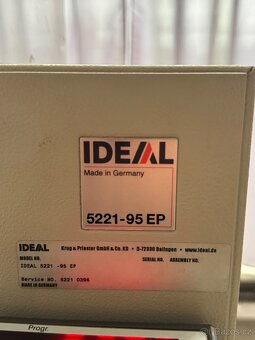 IDEAL
Made in Germany
5221-95 EP
IDEAL Krug & Priester GmbH & Co. KG • D-72336 Balingen • www.ideal.de
MODEL NO. SERIAL NO. ASSEMBLY NO.
IDEAL 5221 -95 EP
Service NO. 5221 0394
MADE IN GERMANY
Progr.